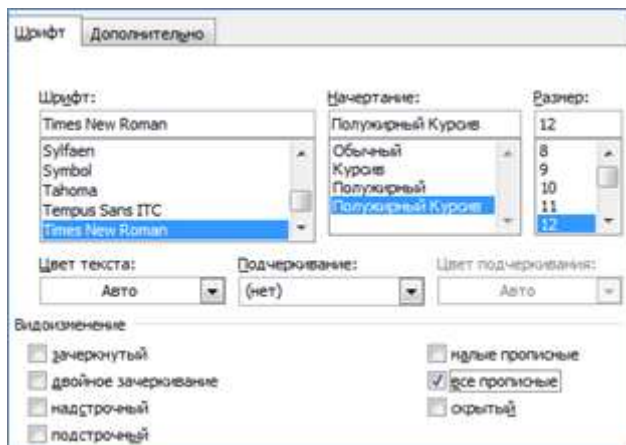 Шрифт Дополнительно
Шрифт: Начертание: Размер:
Times New Roman Полужирный Курсив 12
Sylfaen Обычный 8
Symbol Курсив 9
Tahoma Полужирный 10
Tempus Sans ITC Полужирный Курсив 11
Times New Roman 12
Цвет текста: Подчеркивание: Цвет подчеркивания:
Авто (нет) Авто
Видоизменение
зачеркнутый малые прописные
двойное зачеркивание все прописные
надстрочный скрытый
подстрочный